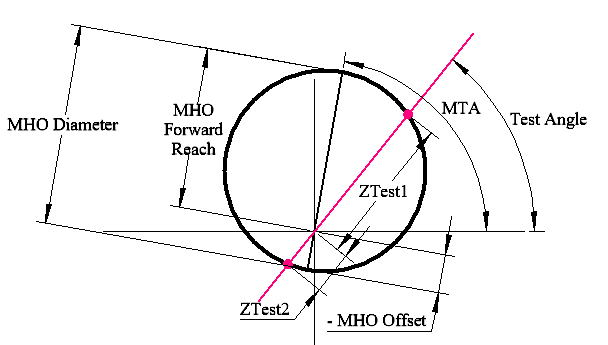 MHO Diameter
MHO
Forward
Reach
MTA
Test Angle
ZTest1
ZTest2
- MHO Offset